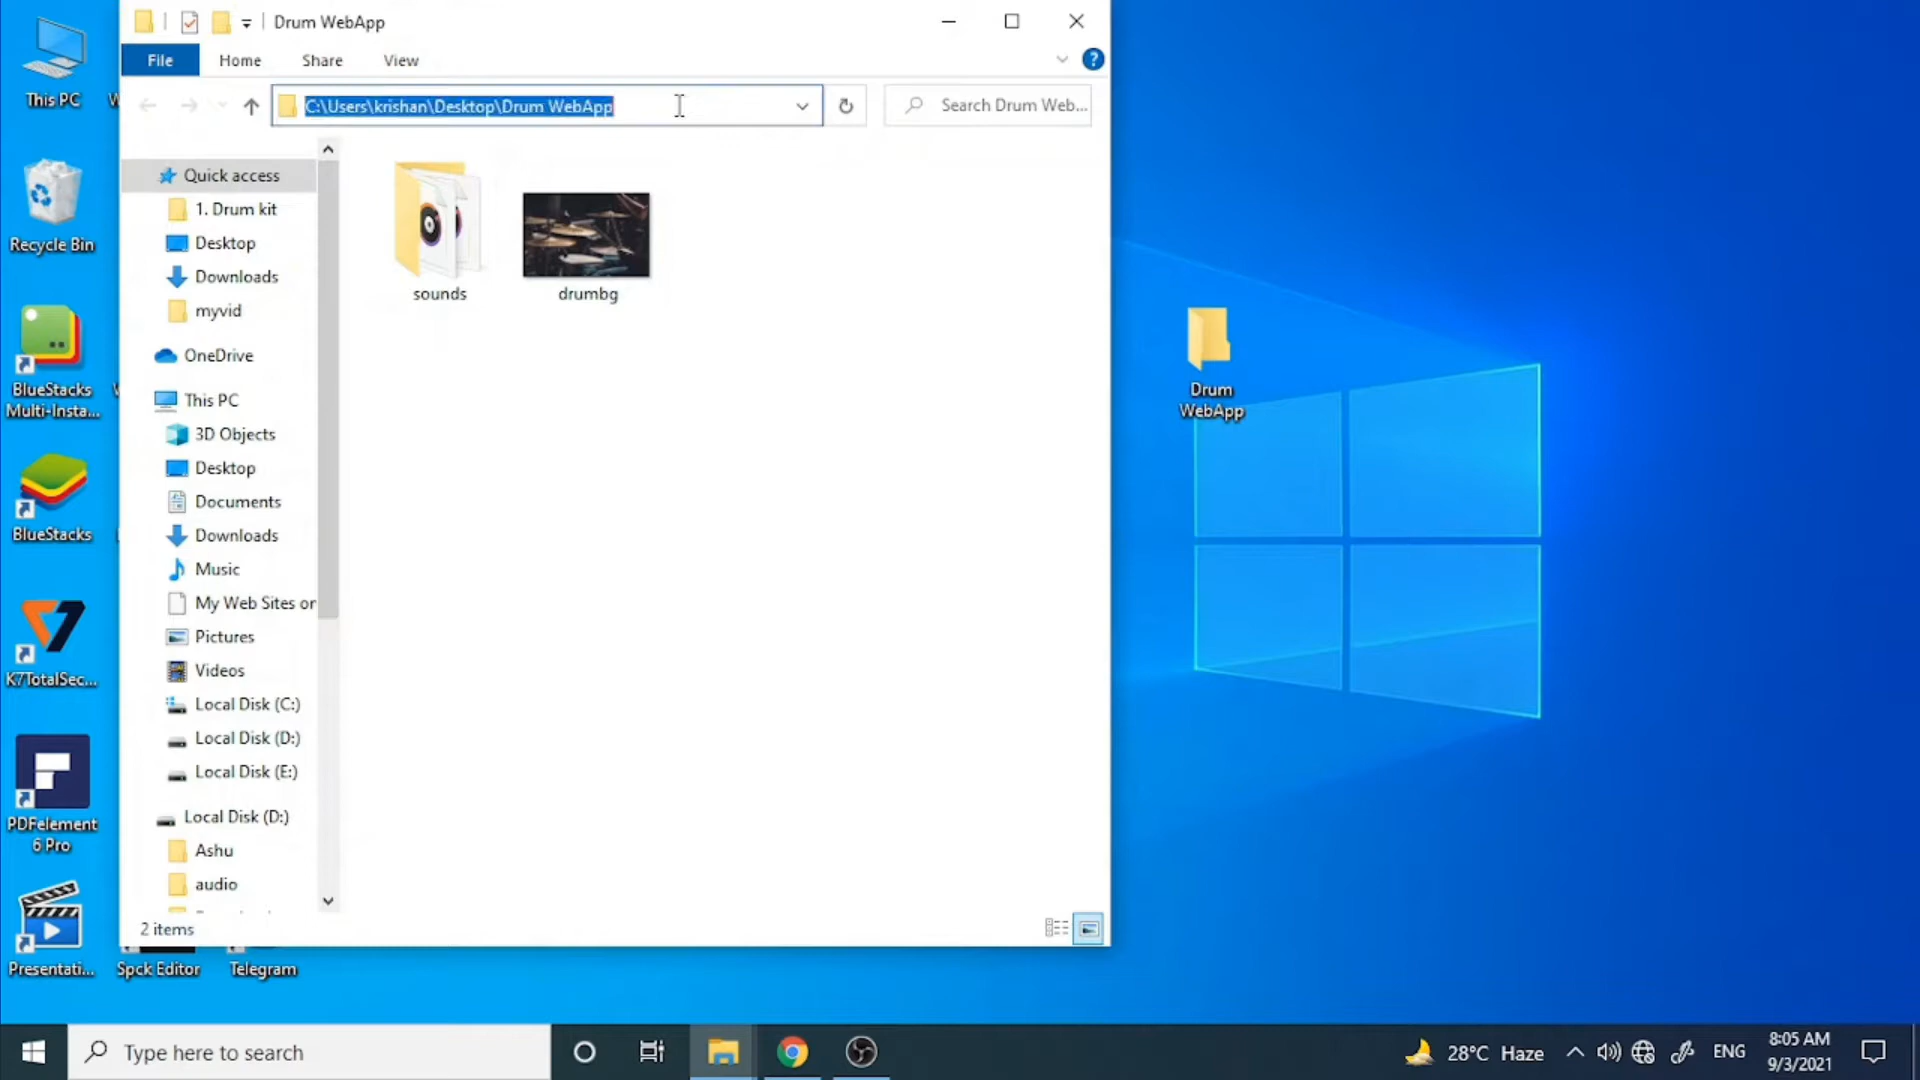 Drum WebApp
File
Home
Share
View
C:\Users\krishan\Desktop\Drum WebApp
Search Drum Web...
Quick access
1. Drum kit
Desktop
Downloads
myvid
OneDrive
This PC
3D Objects
Desktop
Documents
Downloads
Music
My Web Sites or
Pictures
Videos
Local Disk (C:)
Local Disk (D:)
Local Disk (E:)
Local Disk (D:)
Ashu
audio
sounds
drumbg
2 items
This PC
Recycle Bin
BlueStacks
Multi-Insta...
BlueStacks
K7TotalSec...
PDFelement
6 Pro
Presentati...
Spck Editor
Telegram
Drum
WebApp
Type here to search
28°C Haze
ENG
8:05 AM
9/3/2021